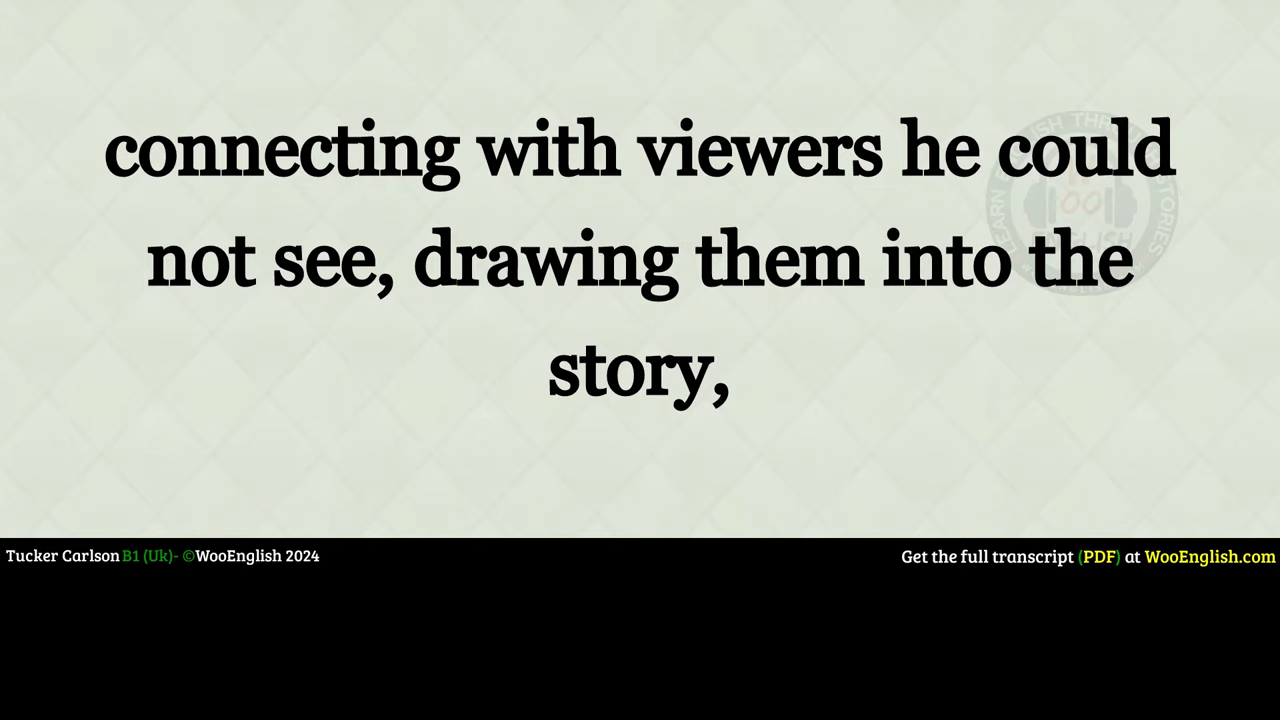 connecting with viewers he could
not see, drawing them into the
story,
Tucker Carlson B1 (Uk)- ©WooEnglish 2024
Get the full transcript (PDF) at WooEnglish.com